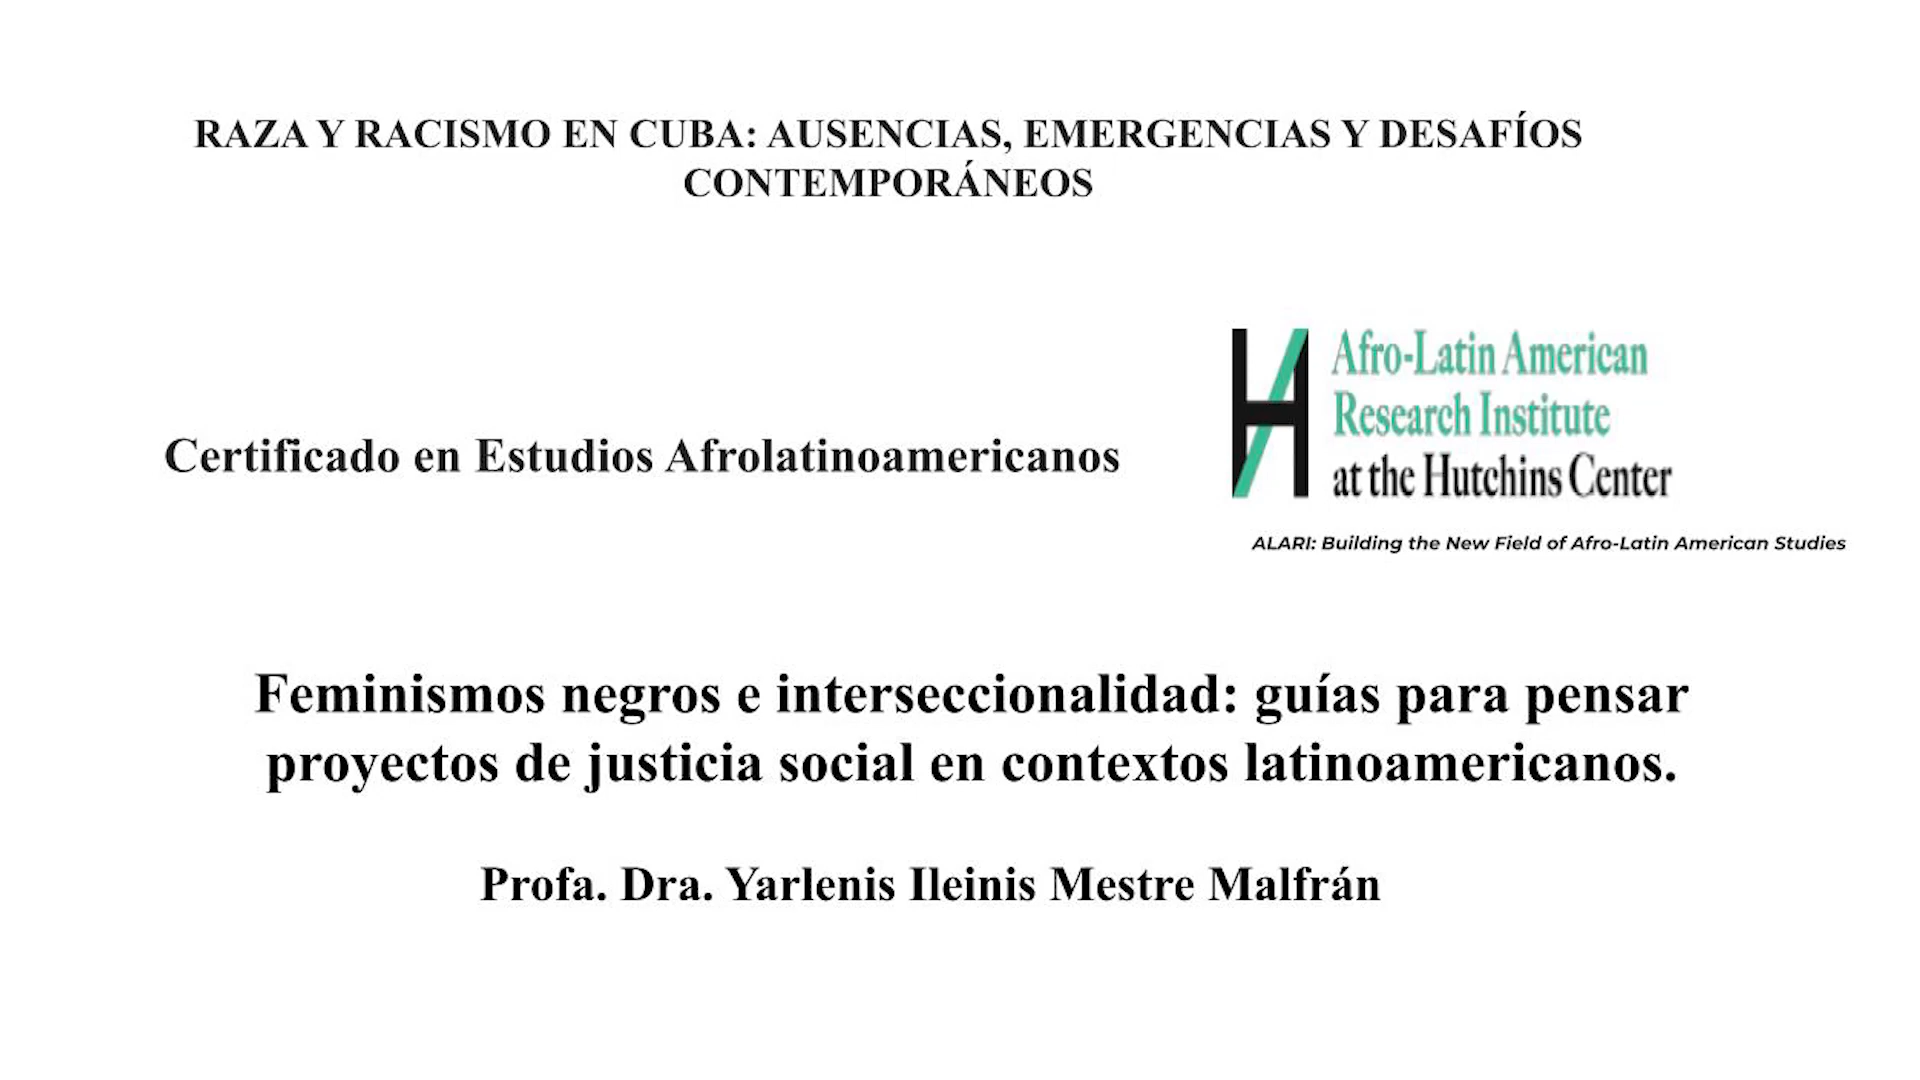 RAZA Y RACISMO EN CUBA: AUSENCIAS, EMERGENCIAS Y DESAFÍOS
CONTEMPORÁNEOS
Certificado en Estudios Afrolatinoamericanos
Afro-Latin American
Research Institute
at the Hutchins Center
ALARI: Building the New Field of Afro-Latin American Studies
Feminismos negros e interseccionalidad: guías para pensar
proyectos de justicia social en contextos latinoamericanos.
Profa. Dra. Yarlenis Ileinis Mestre Malfrán